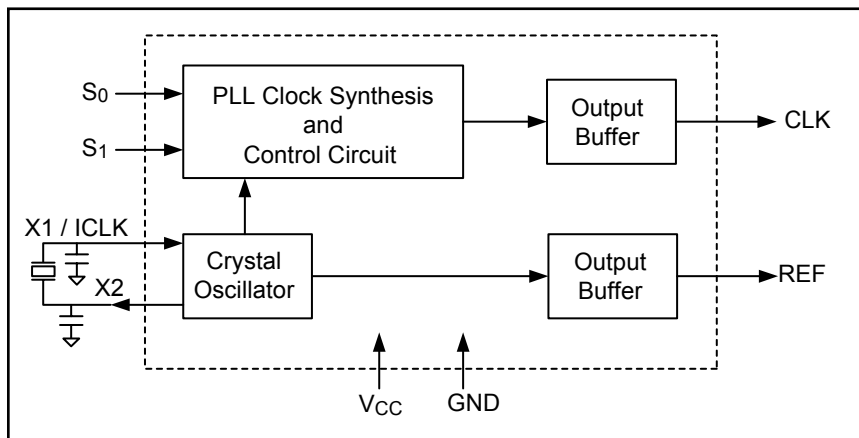 S0
S1
PLL Clock Synthesis
and
Control Circuit
Output
Buffer
CLK
X1 / ICLK
X2
Crystal
Oscillator
Output
Buffer
REF
VCC
GND